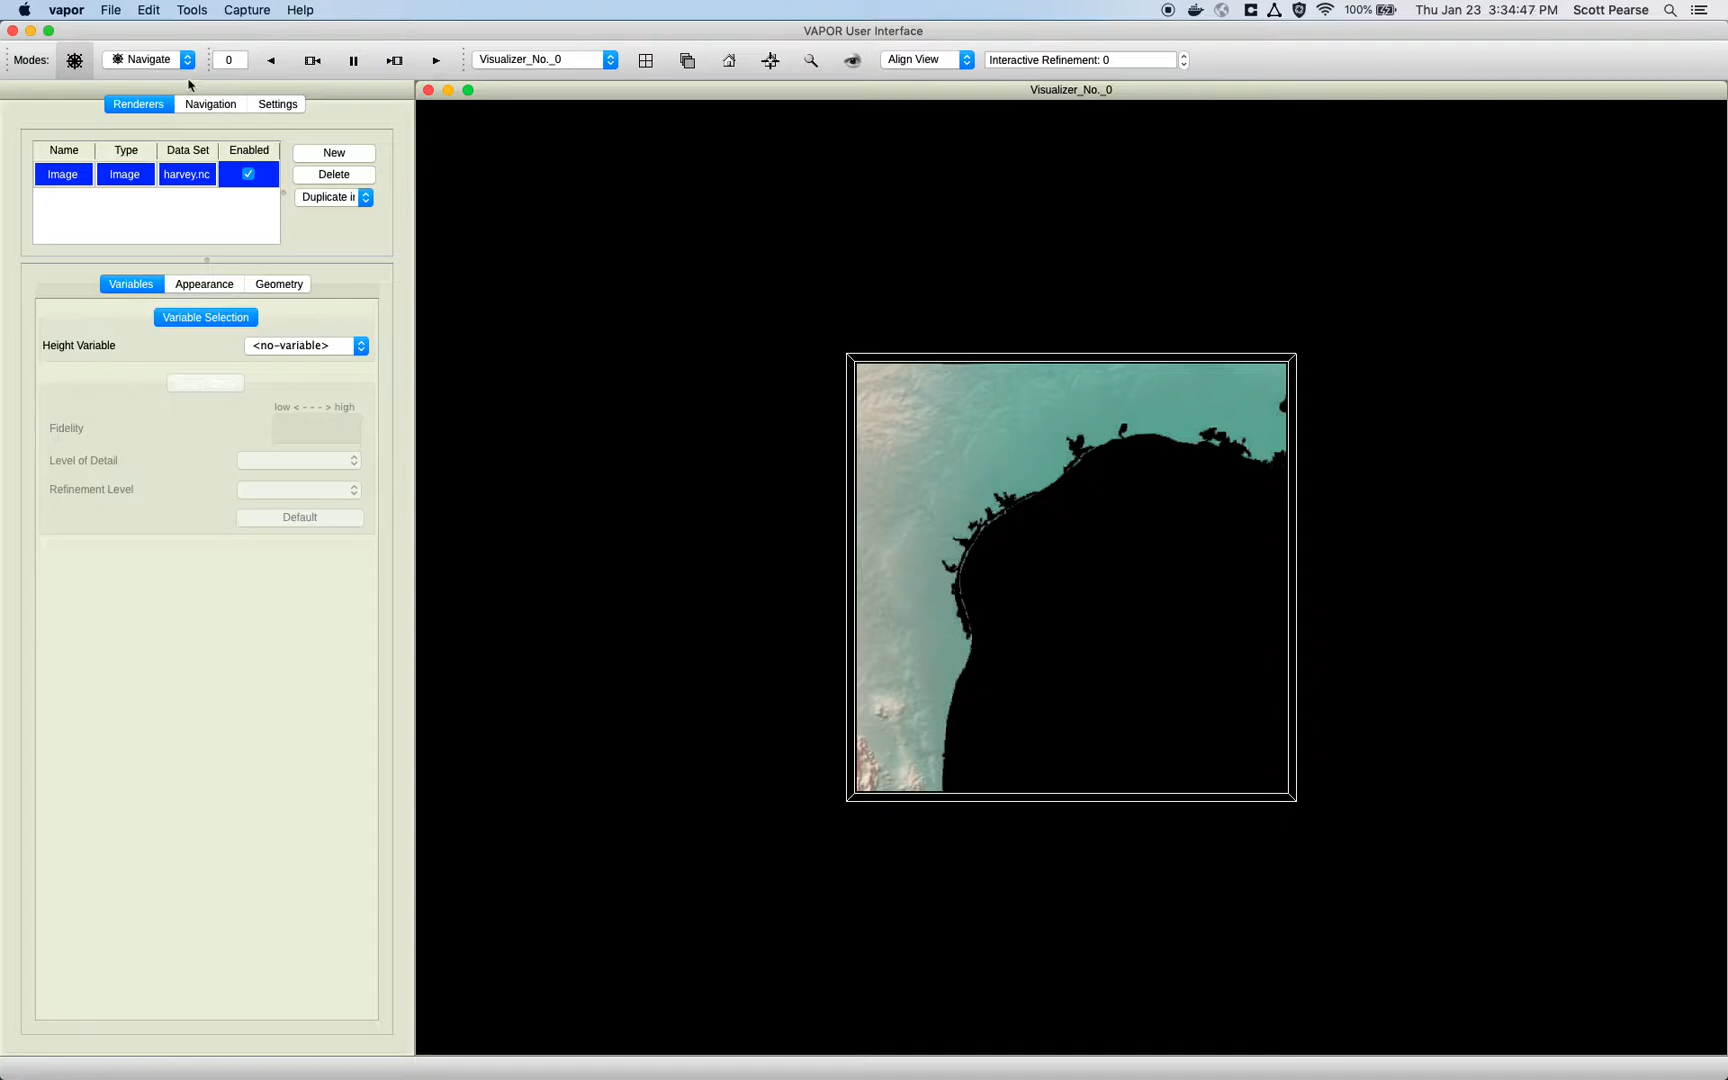 vapor File Edit Tools Capture Help 100% Thu Jan 23 3:34:47 PM Scott Pearse
VAPOR User Interface
Modes: Navigate 0 Visualizer_No._0 Align View Interactive Refinement: 0
Visualizer_No._0
Renderers Navigation Settings
Name Type Data Set Enabled
New
Image Image harvey.nc
Delete
Duplicate i
Variables Appearance Geometry
Variable Selection
Height Variable <no-variable>
low < - - - > high
Fidelity
Level of Detail
Refinement Level
Default